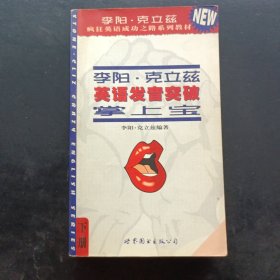 李阳·克立兹
NEW
疯狂英语成功之路系列教材
李阳·克立兹
英语发音突破
掌上宝
李阳·克立兹编著
世界图书出版公司